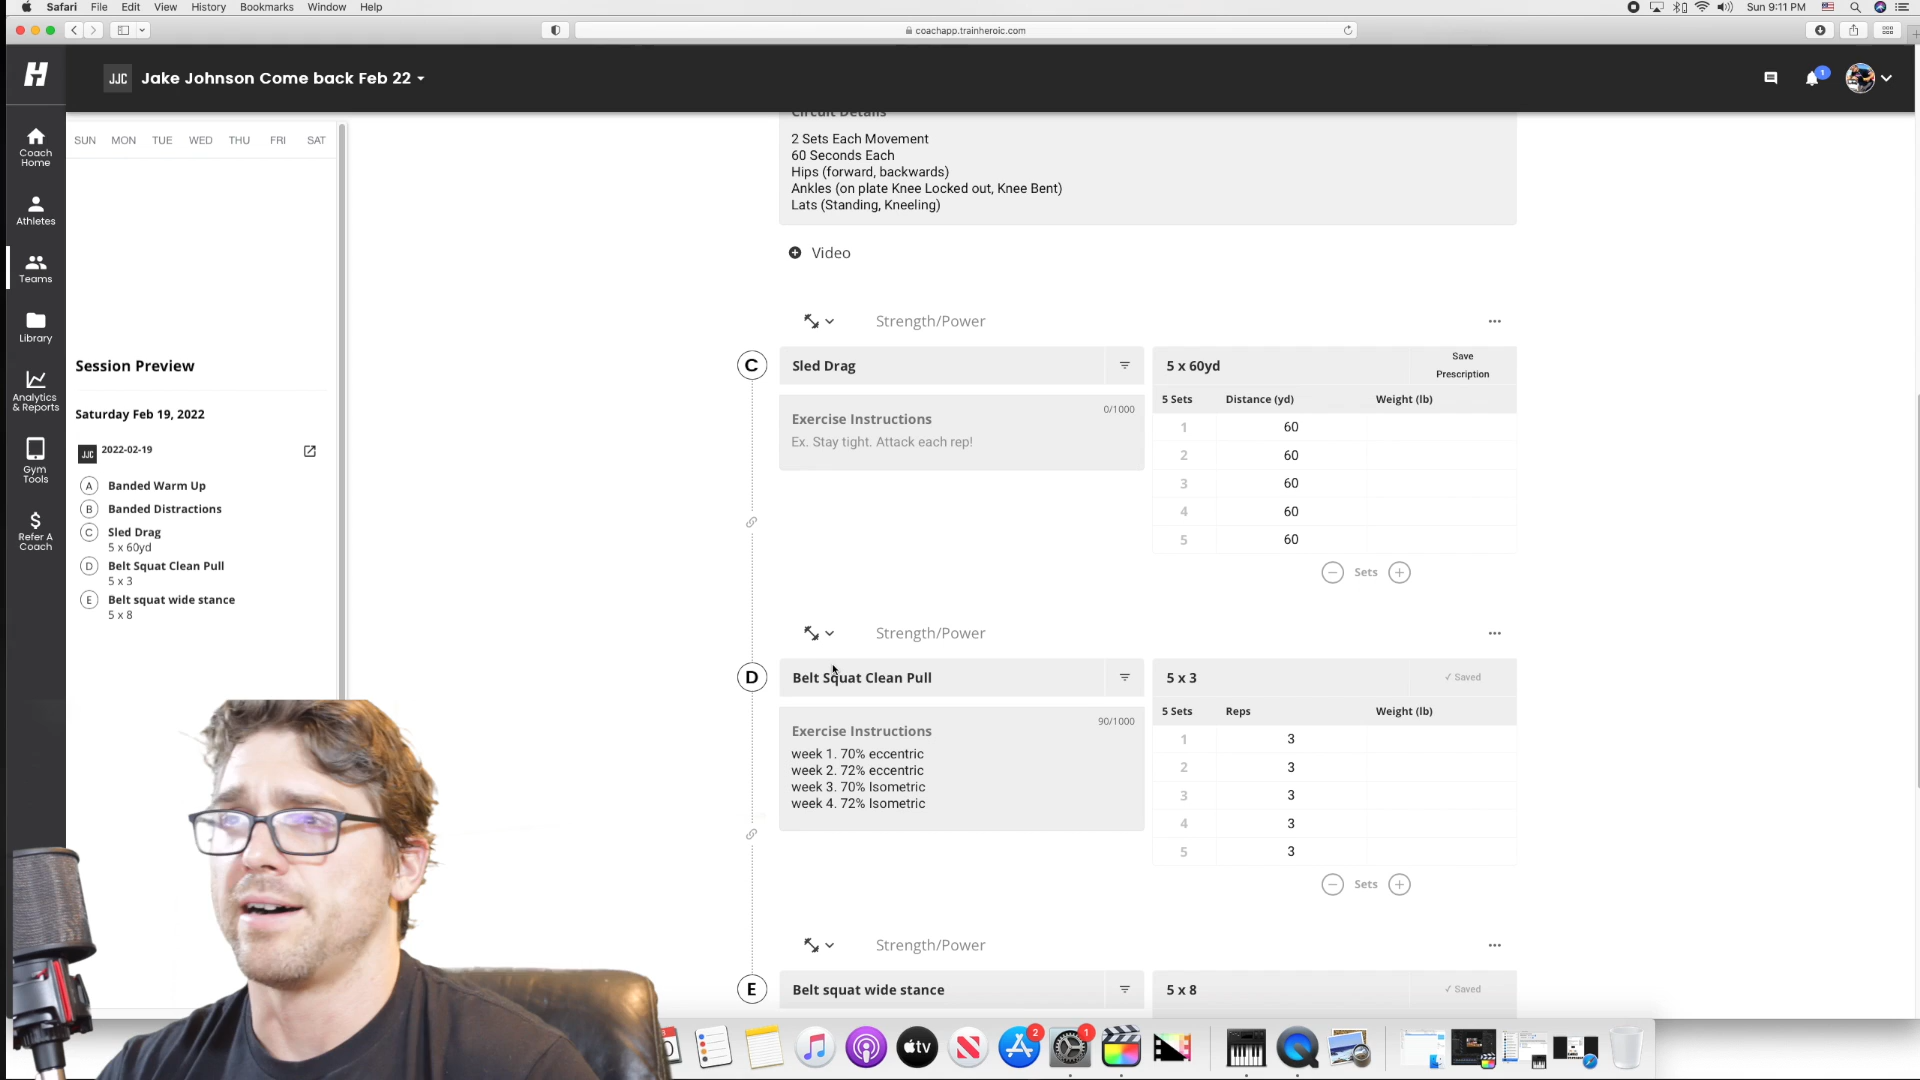 Safari File Edit View History Bookmarks Window Help
Sun 9:11 PM
coachapp.trainheroic.com
H
JJC Jake Johnson Come back Feb 22
1
Coach Home
Athletes
Teams
Library
Analytics & Reports
Gym Tools
$
Refer A Coach
SUN MON TUE WED THU FRI SAT
Session Preview
Saturday Feb 19, 2022
JJC 2022-02-19
A Banded Warm Up
B Banded Distractions
C Sled Drag
5 x 60yd
D Belt Squat Clean Pull
5 x 3
E Belt squat wide stance
5 x 8
Circuit Details
2 Sets Each Movement
60 Seconds Each
Hips (forward, backwards)
Ankles (on plate Knee Locked out, Knee Bent)
Lats (Standing, Kneeling)
Video
Strength/Power
C Sled Drag
5 x 60yd
Save Prescription
Exercise Instructions
0/1000
Ex. Stay tight. Attack each rep!
5 Sets Distance (yd) Weight (lb)
1 60
2 60
3 60
4 60
5 60
Sets
Strength/Power
D Belt Squat Clean Pull
5 x 3
✓ Saved
Exercise Instructions
90/1000
week 1. 70% eccentric
week 2. 72% eccentric
week 3. 70% Isometric
week 4. 72% Isometric
5 Sets Reps Weight (lb)
1 3
2 3
3 3
4 3
5 3
Sets
Strength/Power
E Belt squat wide stance
5 x 8
✓ Saved
tv
2
1